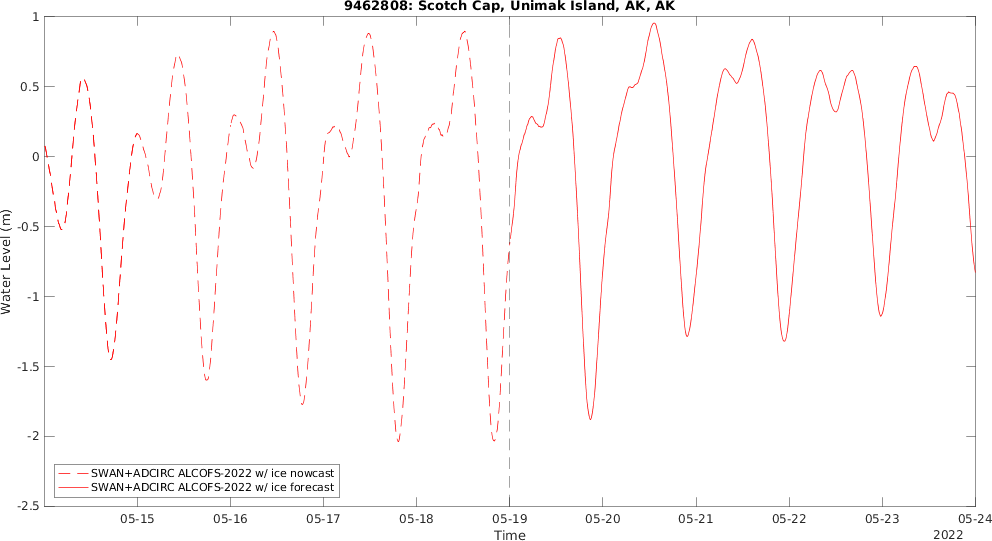 9462808: Scotch Cap, Unimak Island, AK, AK
1
0.5
0
-0.5
-1
-1.5
-2
-2.5
Water Level (m)
SWAN+ADCIRC ALCOFS-2022 w/ ice nowcast
SWAN+ADCIRC ALCOFS-2022 w/ ice forecast
05-15 05-16 05-17 05-18 05-19 05-20 05-21 05-22 05-23 05-24
Time
2022